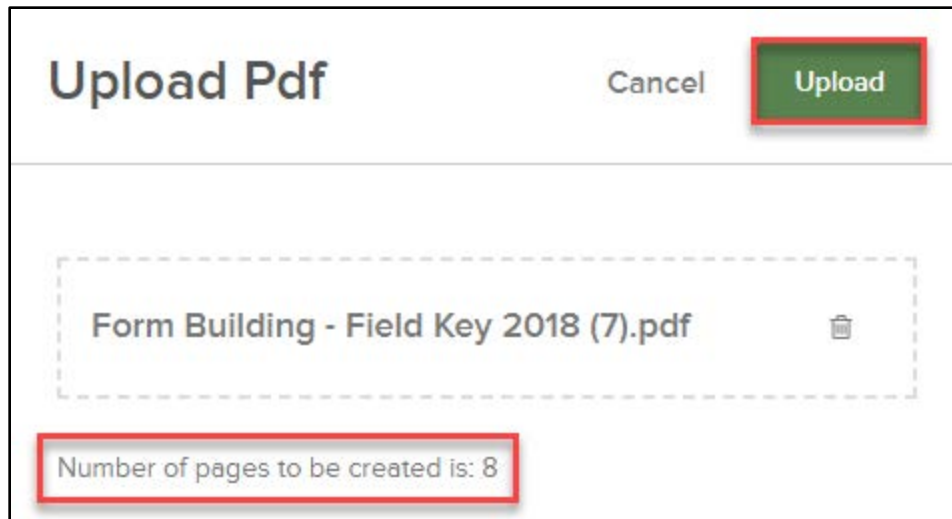 Upload Pdf
Cancel
Upload
Form Building - Field Key 2018 (7).pdf
Number of pages to be created is: 8